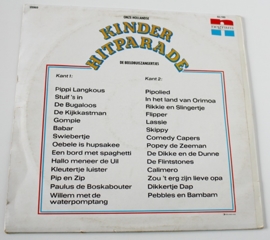 ONZE HOLLANDSE
KINDER
HITPARADE
Kant 1:
Pippi Langkous
Stuif 's in
De Bugaloos
De Kijkkastman
Gompie
Babar
Swiebertje
Oebele is hupsakee
Een bord met spaghetti
Hallo meneer de Uil
Kleutertje luister
Pip en Zip
Paulus de Boskabouter
Willem met de
waterpomptang
Kant 2:
Pipolied
In het land van Orimoa
Rikkie en Slingertje
Flipper
Lassie
Skippy
Comedy Capers
Popey de Zeeman
De Dikke en de Dunne
De Flintstones
Calimero
Zou 't erg zijn lieve opa
Dikkertje Dap
Pebbles en Bambam